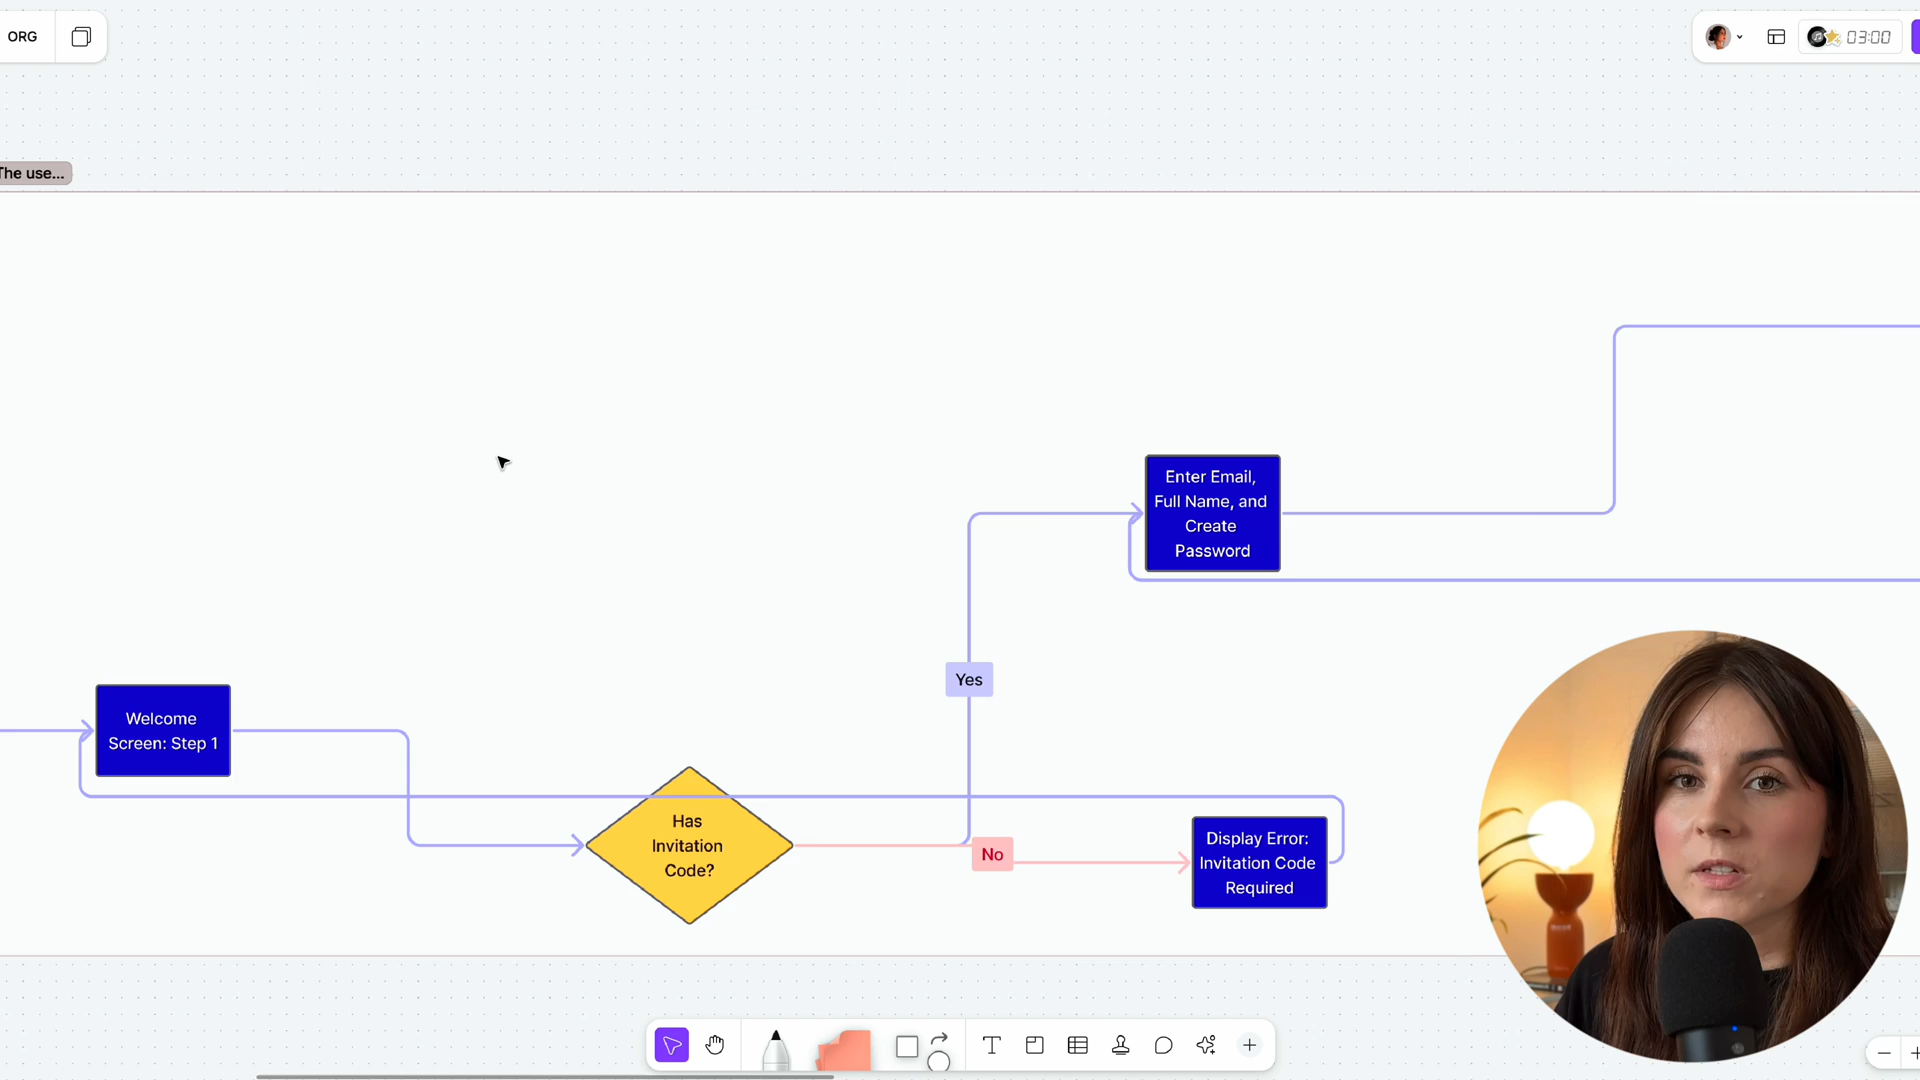 ORG
03:00
The use...
Enter Email,
Full Name, and
Create
Password
Yes
Welcome
Screen: Step 1
Has
Invitation
Code?
No
Display Error:
Invitation Code
Required